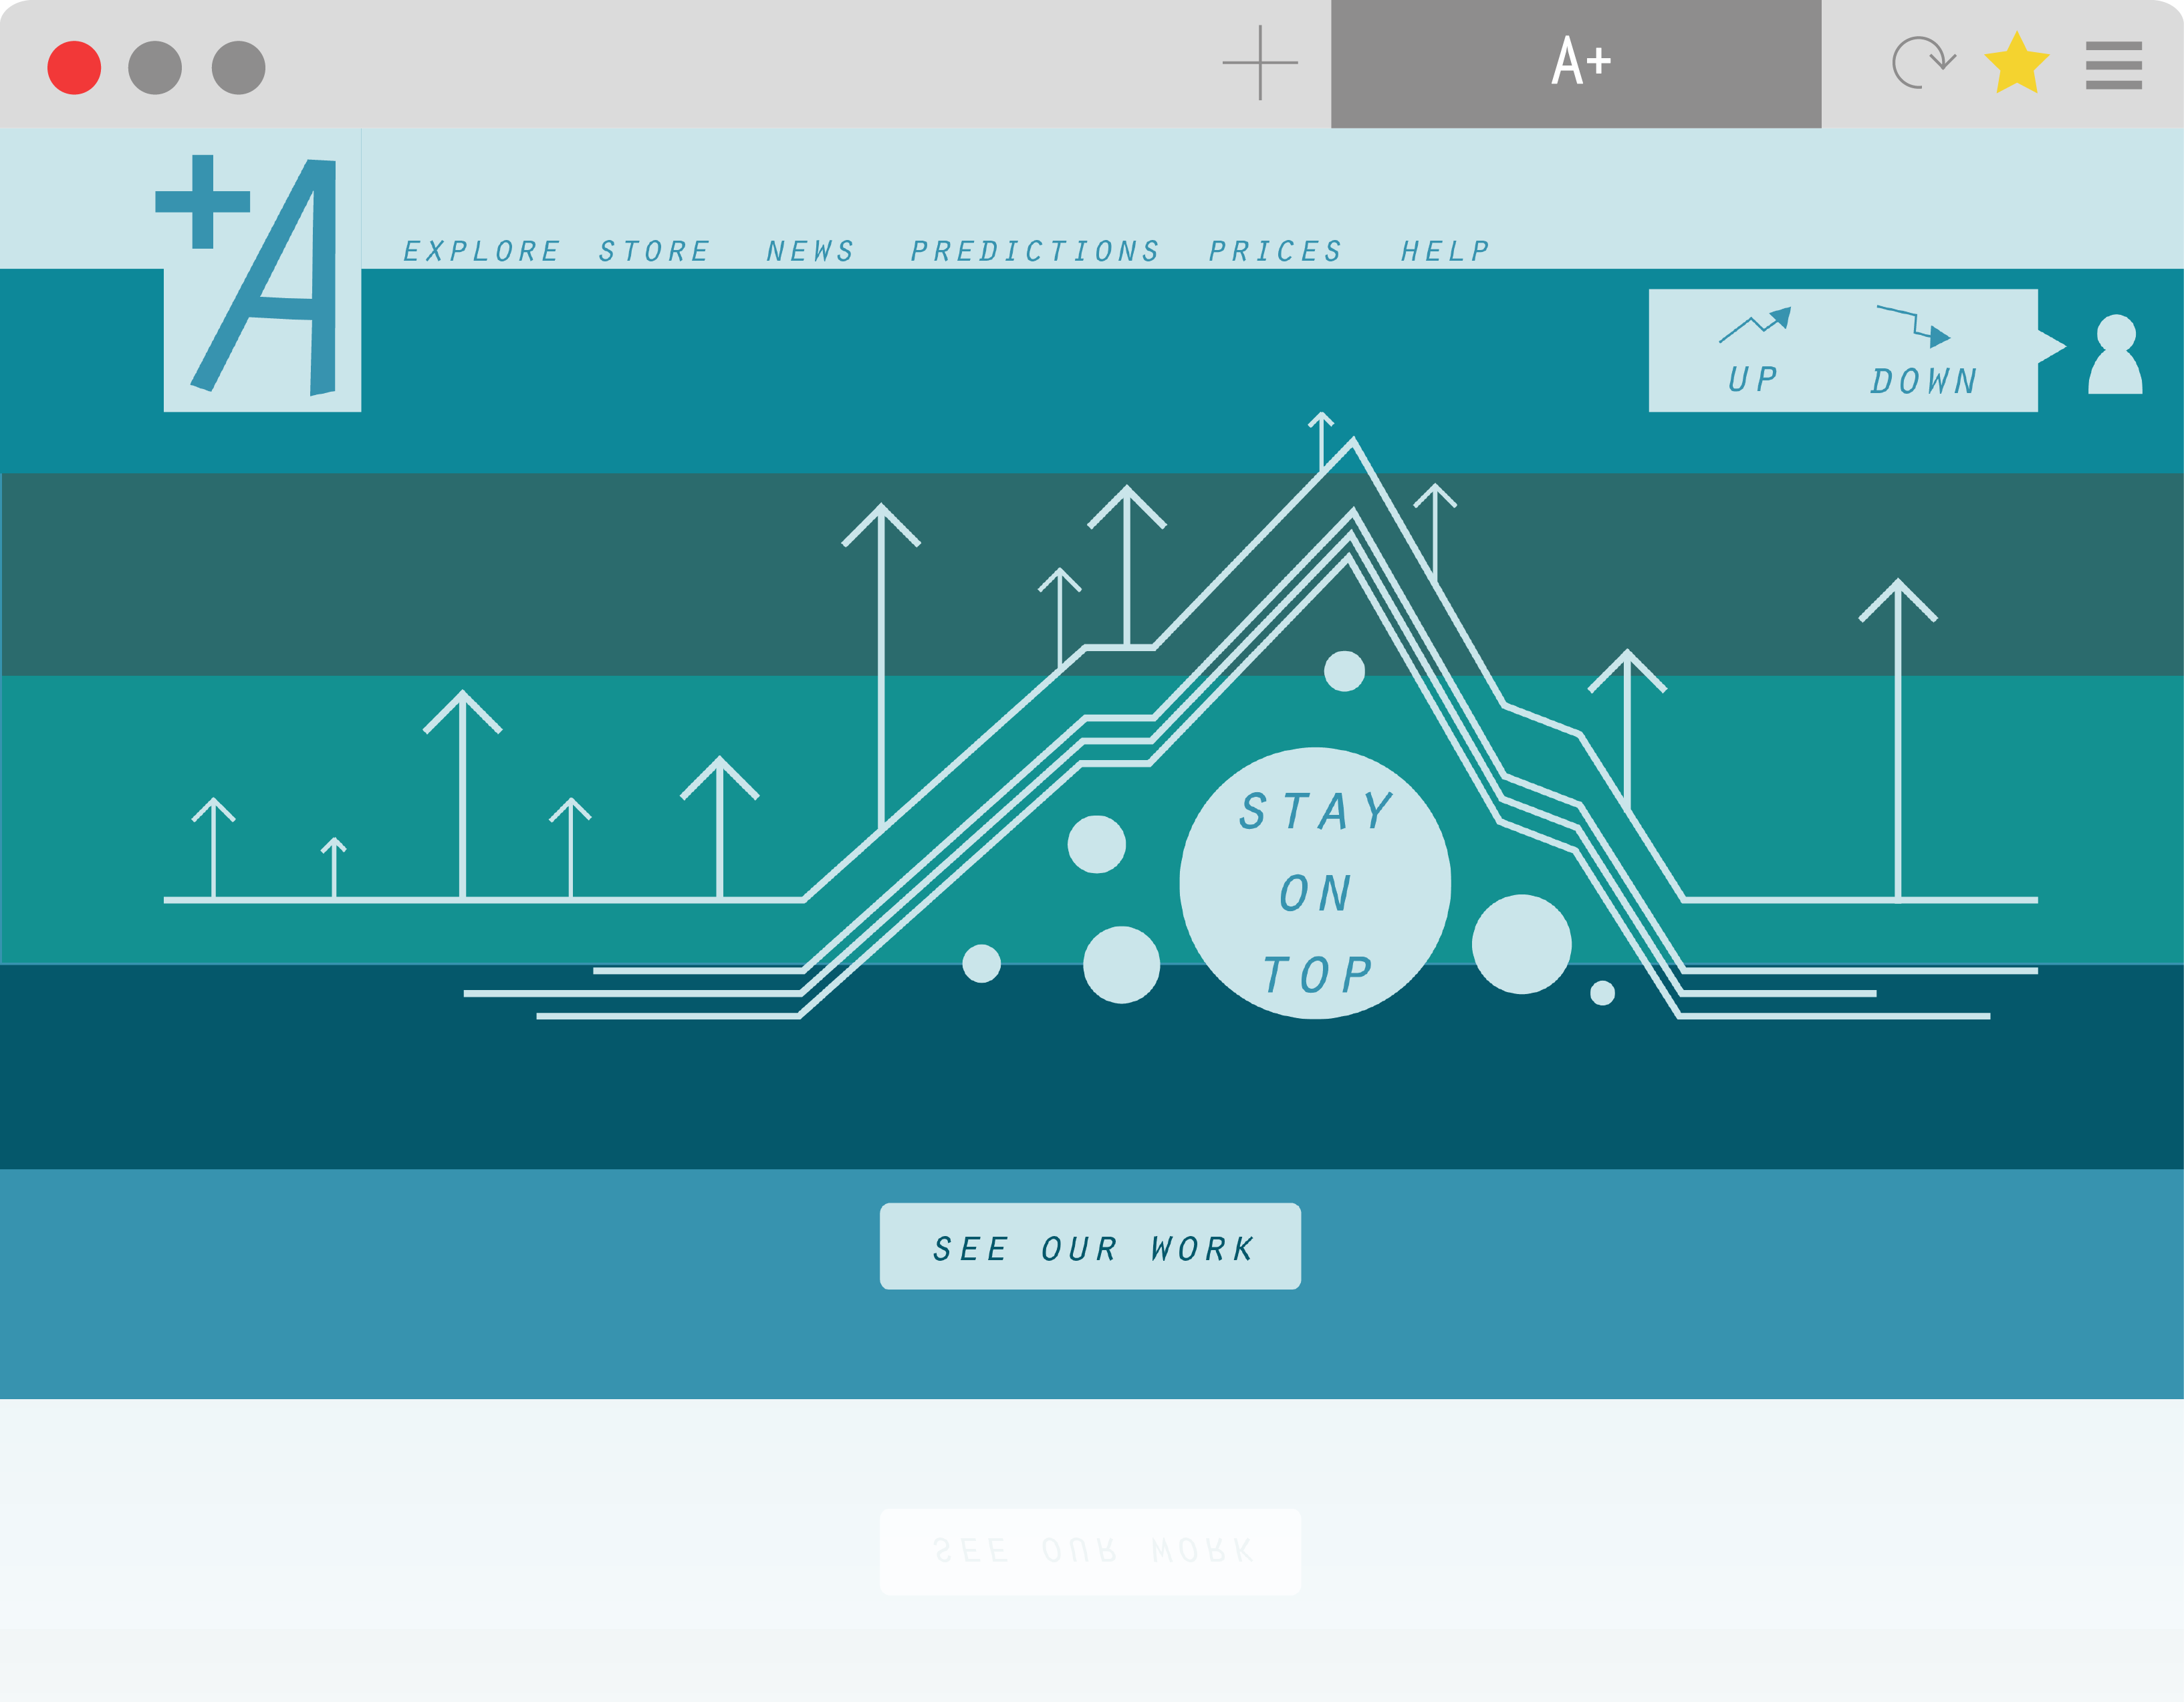 A+
+A
EXPLORE STORE NEWS PREDICTIONS PRICES HELP
UP DOWN
STAY
ON
TOP
SEE OUR WORK
SEE OUR WORK